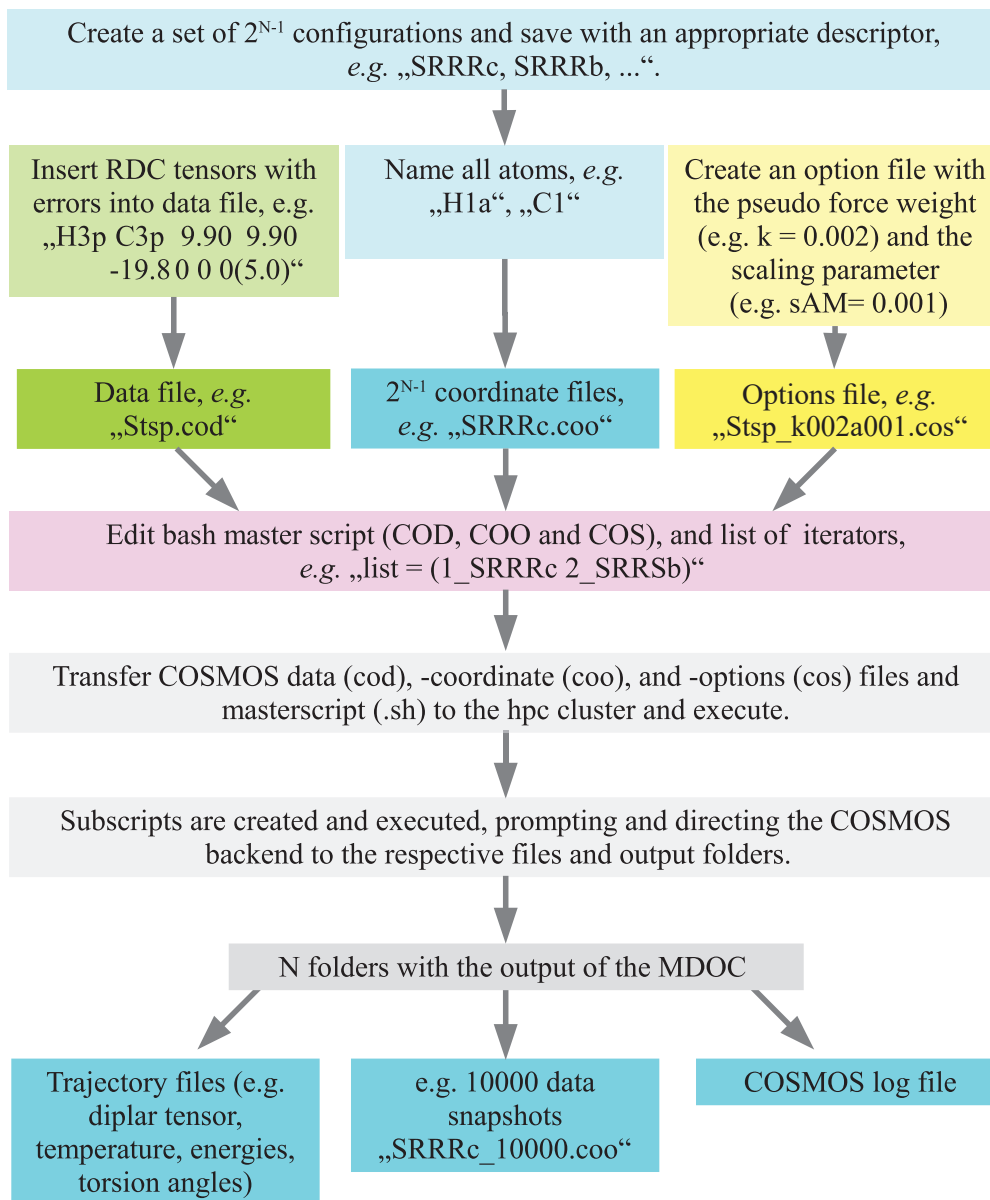 Create a set of 2^N-1 configurations and save with an appropriate descriptor,
e.g. „SRRRc, SRRRb, ...“.
Insert RDC tensors with
errors into data file, e.g.
„H3p C3p 9.90 9.90
-19.8 0 0 0(5.0)“
Name all atoms, e.g.
„H1a“, „C1“
Create an option file with
the pseudo force weight
(e.g. k = 0.002) and the
scaling parameter
(e.g. sAM= 0.001)
Data file, e.g.
„Stsp.cod“
2^N-1 coordinate files,
e.g. „SRRRc.coo“
Options file, e.g.
„Stsp_k002a001.cos“
Edit bash master script (COD, COO and COS), and list of iterators,
e.g. „list = (1_SRRRc 2_SRRSb)“
Transfer COSMOS data (cod), -coordinate (coo), and -options (cos) files and
masterscript (.sh) to the hpc cluster and execute.
Subscripts are created and executed, prompting and directing the COSMOS
backend to the respective files and output folders.
N folders with the output of the MDOC
Trajectory files (e.g.
diplar tensor,
temperature, energies,
torsion angles)
e.g. 10000 data
snapshots
„SRRRc_10000.coo“
COSMOS log file